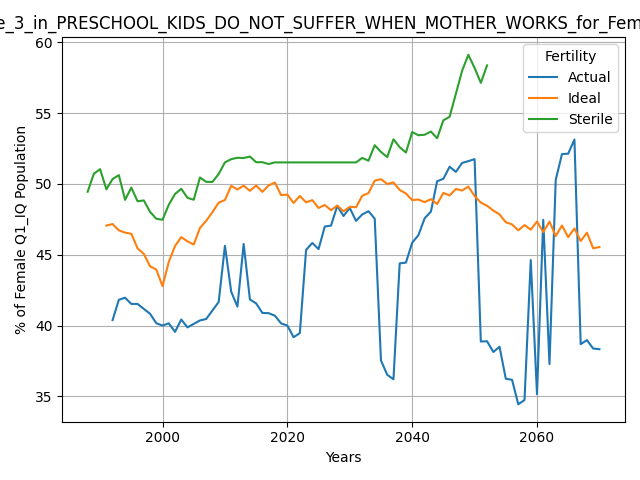 e_3_in_PRESCHOOL_KIDS_DO_NOT_SUFFER_WHEN_MOTHER_WORKS_for_Fem
60
55
50
45
40
35
% of Female Q1_IQ Population
Fertility
Actual
Ideal
Sterile
2000
2020
2040
2060
Years